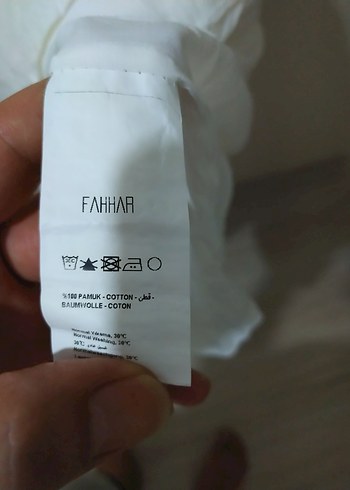 FAHHAR
%100 PAMUK - COTTON - قطن -
BAUMWOLLE - COTON
Normal Yıkama, 30°C
Normal Washing, 30°C